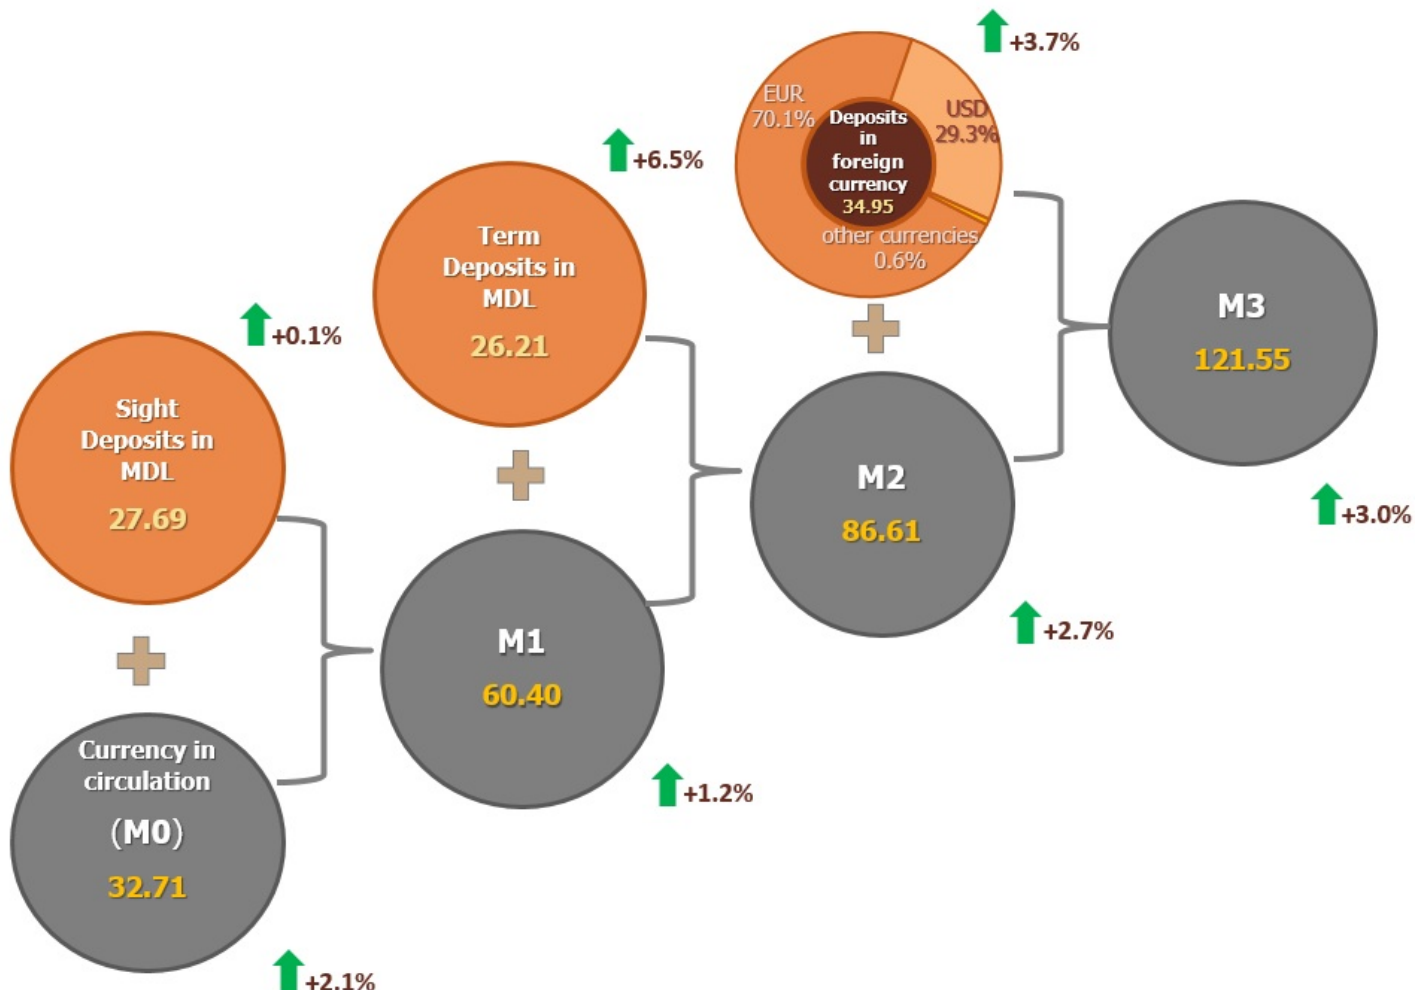 +3.7%
EUR
70.1%
USD
29.3%
Deposits
in
foreign
currency
34.95
other currencies
0.6%
+6.5%
Term
Deposits in
MDL
26.21
M3
121.55
+3.0%
+0.1%
Sight
Deposits in
MDL
27.69
M2
86.61
+2.7%
M1
60.40
+1.2%
Currency in
circulation
(M0)
32.71
+2.1%